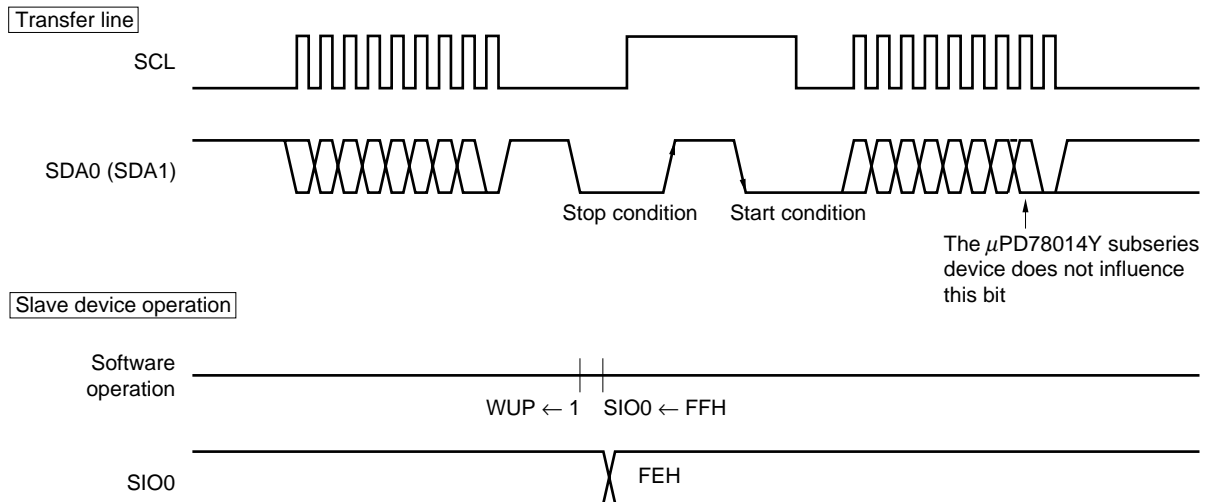 Transfer line
SCL
SDA0 (SDA1)
Stop condition
Start condition
The μPD78014Y subseries
device does not influence
this bit
Slave device operation
Software
operation
WUP ← 1
SIO0 ← FFH
SIO0
FEH